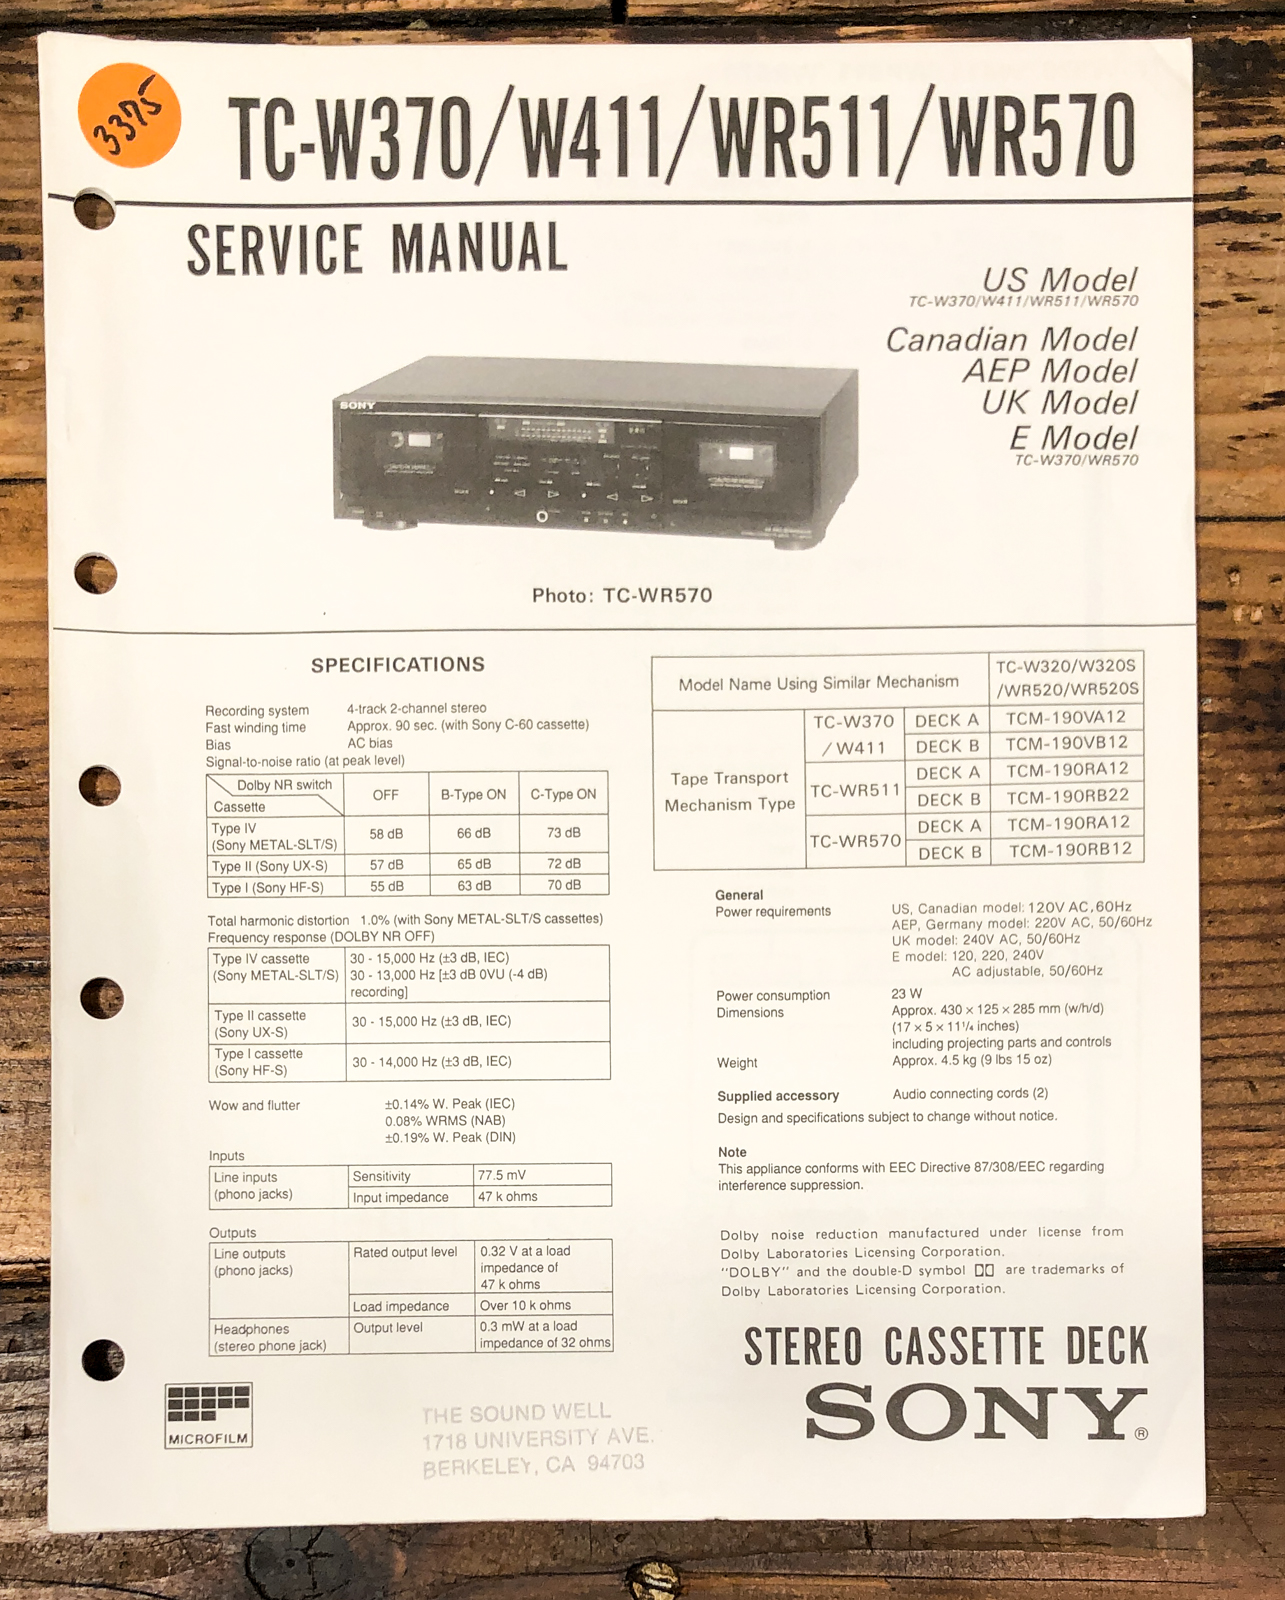 3375
TC-W370/W411/WR511/WR570
SERVICE MANUAL
US Model
TC-W370/W411/WR511/WR570
Canadian Model
AEP Model
UK Model
E Model
TC-W370/WR570
SONY
Photo: TC-WR570
SPECIFICATIONS
Recording system 4-track 2-channel stereo
Fast winding time Approx. 90 sec. (with Sony C-60 cassette)
Bias AC bias
Signal-to-noise ratio (at peak level)
Dolby NR switch
Cassette
OFF B-Type ON C-Type ON
Type IV
(Sony METAL-SLT/S) 58 dB 66 dB 73 dB
Type II (Sony UX-S) 57 dB 65 dB 72 dB
Type I (Sony HF-S) 55 dB 63 dB 70 dB
Total harmonic distortion 1.0% (with Sony METAL-SLT/S cassettes)
Frequency response (DOLBY NR OFF)
Type IV cassette 30 - 15,000 Hz (±3 dB, IEC)
(Sony METAL-SLT/S) 30 - 13,000 Hz [±3 dB 0VU (-4 dB)
recording]
Type II cassette
(Sony UX-S) 30 - 15,000 Hz (±3 dB, IEC)
Type I cassette
(Sony HF-S) 30 - 14,000 Hz (±3 dB, IEC)
Wow and flutter ±0.14% W. Peak (IEC)
0.08% WRMS (NAB)
±0.19% W. Peak (DIN)
Inputs
Line inputs Sensitivity 77.5 mV
(phono jacks) Input impedance 47 k ohms
Outputs
Line outputs Rated output level 0.32 V at a load
(phono jacks) impedance of
47 k ohms
Load impedance Over 10 k ohms
Headphones Output level 0.3 mW at a load
(stereo phone jack) impedance of 32 ohms
MICROFILM
THE SOUND WELL
1718 UNIVERSITY AVE.
BERKELEY, CA 94703
Model Name Using Similar Mechanism TC-W320/W320S
/WR520/WR520S
Tape Transport
Mechanism Type
TC-W370 DECK A TCM-190VA12
/W411 DECK B TCM-190VB12
TC-WR511 DECK A TCM-190RA12
DECK B TCM-190RB22
TC-WR570 DECK A TCM-190RA12
DECK B TCM-190RB12
General
Power requirements US, Canadian model: 120V AC, 60Hz
AEP, Germany model: 220V AC, 50/60Hz
UK model: 240V AC, 50/60Hz
E model: 120, 220, 240V
AC adjustable, 50/60Hz
Power consumption 23 W
Dimensions Approx. 430 × 125 × 285 mm (w/h/d)
(17 × 5 × 11 1/4 inches)
including projecting parts and controls
Weight Approx. 4.5 kg (9 lbs 15 oz)
Supplied accessory Audio connecting cords (2)
Design and specifications subject to change without notice.
Note
This appliance conforms with EEC Directive 87/308/EEC regarding
interference suppression.
Dolby noise reduction manufactured under license from
Dolby Laboratories Licensing Corporation.
"DOLBY" and the double-D symbol are trademarks of
Dolby Laboratories Licensing Corporation.
STEREO CASSETTE DECK
SONY®